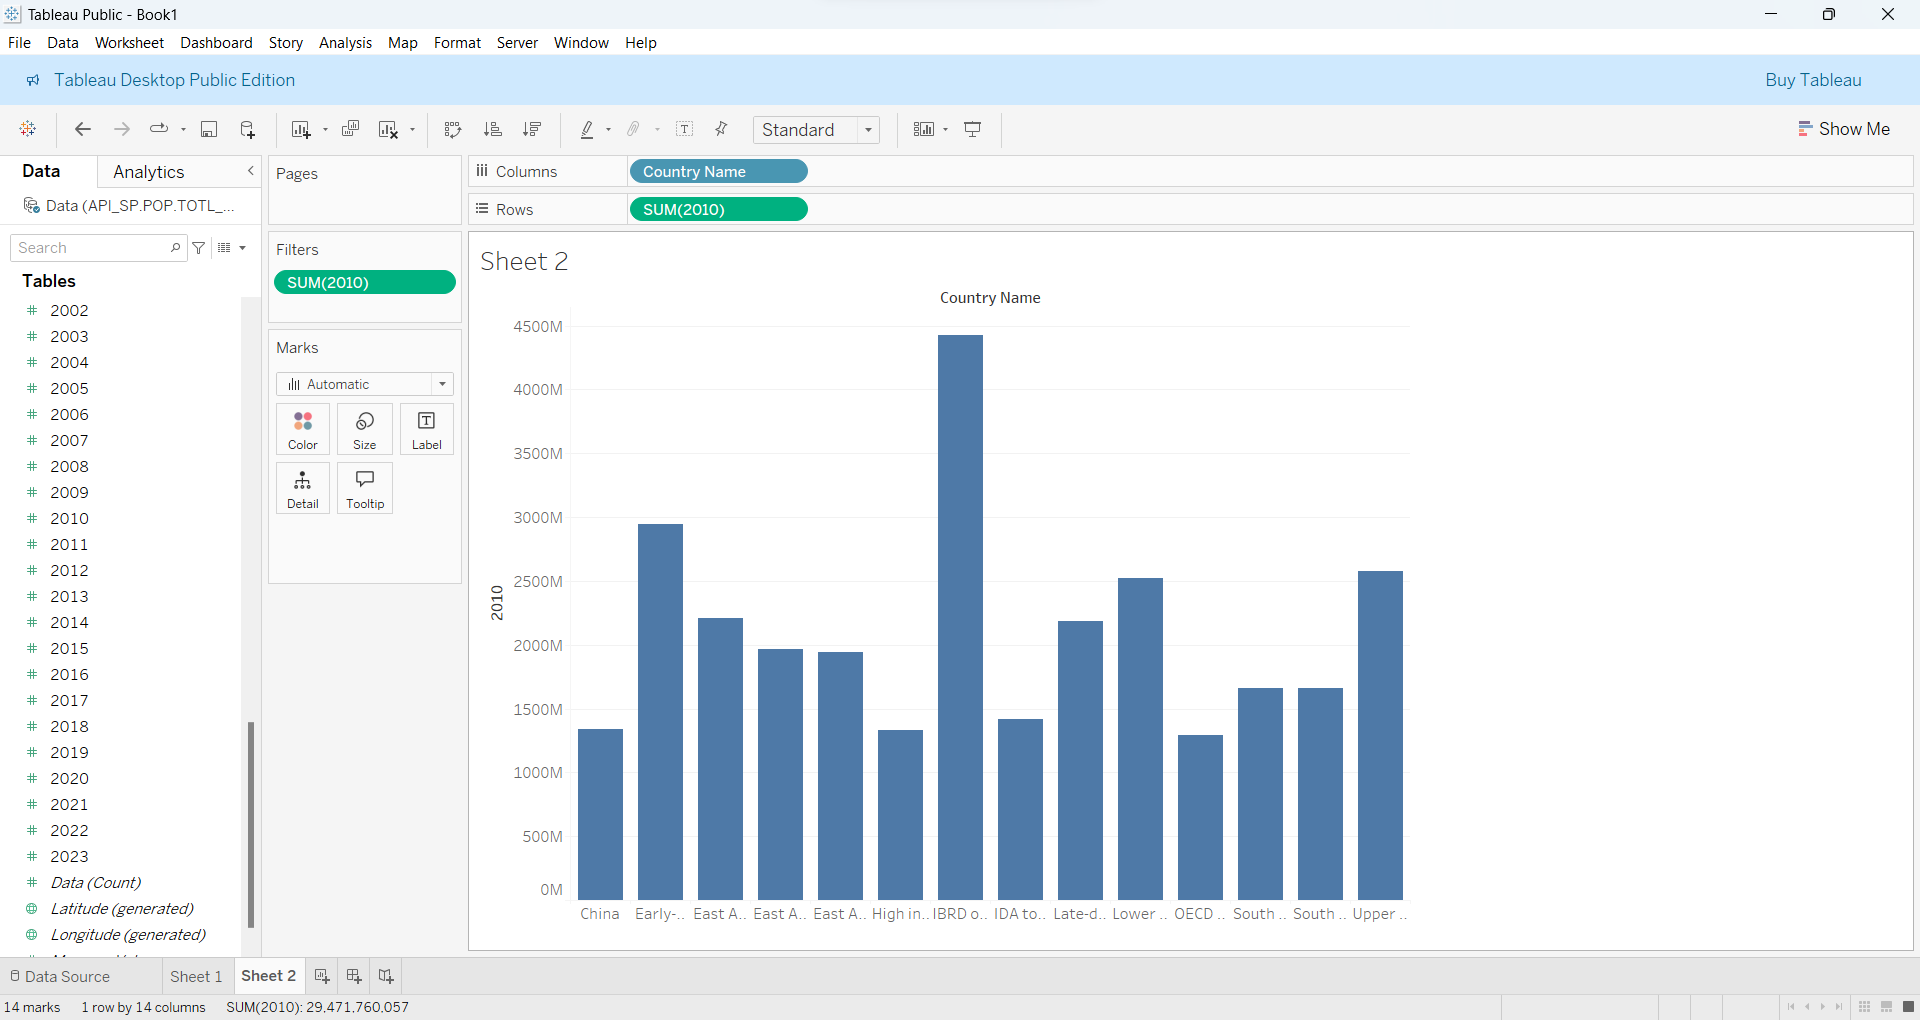 Tableau Public - Book1
File Data Worksheet Dashboard Story Analysis Map Format Server Window Help
Tableau Desktop Public Edition
Buy Tableau
Standard
Show Me
Data Analytics
Data (API_SP.POP.TOTL_...
Search
Tables
2002
2003
2004
2005
2006
2007
2008
2009
2010
2011
2012
2013
2014
2015
2016
2017
2018
2019
2020
2021
2022
2023
Data (Count)
Latitude (generated)
Longitude (generated)
Pages
Filters
SUM(2010)
Marks
Automatic
Color Size Label
Detail Tooltip
Columns Country Name
Rows SUM(2010)
Sheet 2
Country Name
4500M
4000M
3500M
3000M
2500M
2000M
1500M
1000M
500M
0M
2010
China Early-.. East A.. East A.. East A.. High in.. IBRD o.. IDA to.. Late-d.. Lower .. OECD .. South .. South .. Upper ..
Data Source Sheet 1 Sheet 2
14 marks 1 row by 14 columns SUM(2010): 29,471,760,057